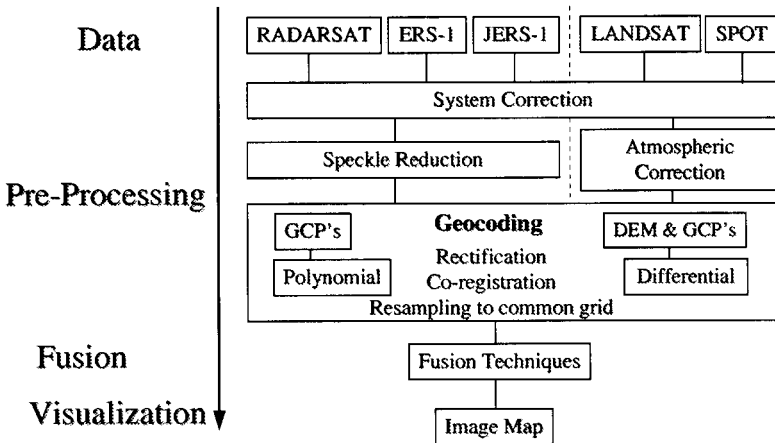 Data
RADARSAT
ERS-1
JERS-1
LANDSAT
SPOT
System Correction
Pre-Processing
Speckle Reduction
Atmospheric
Correction
Geocoding
GCP's
Polynomial
Rectification
Co-registration
Resampling to common grid
DEM & GCP's
Differential
Fusion
Fusion Techniques
Visualization
Image Map